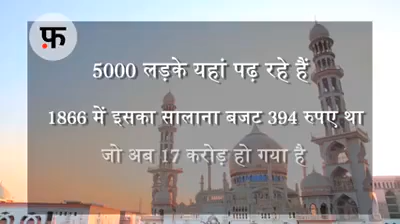 फ़
5000 लड़के यहां पढ़ रहे हैं
1866 में इसका सालाना बजट 394 रुपए था
जो अब 17 करोड़ हो गया है